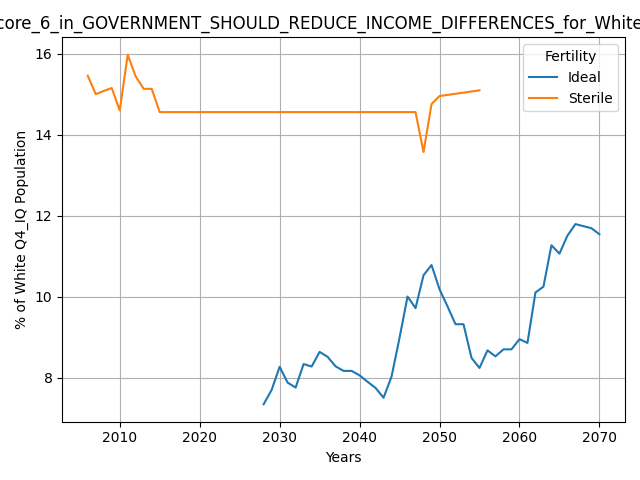 core_6_in_GOVERNMENT_SHOULD_REDUCE_INCOME_DIFFERENCES_for_White
16
14
12
10
8
% of White Q4_IQ Population
Fertility
Ideal
Sterile
2010 2020 2030 2040 2050 2060 2070
Years